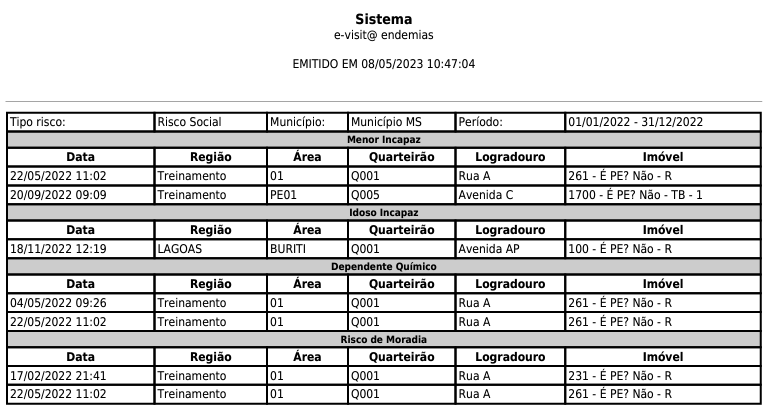 Sistema
e-visit@ endemias
EMITIDO EM 08/05/2023 10:47:04
Tipo risco: Risco Social Município: Município MS Período: 01/01/2022 - 31/12/2022
Menor Incapaz
Data Região Área Quarteirão Logradouro Imóvel
22/05/2022 11:02 Treinamento 01 Q001 Rua A 261 - É PE? Não - R
20/09/2022 09:09 Treinamento PE01 Q005 Avenida C 1700 - É PE? Não - TB - 1
Idoso Incapaz
Data Região Área Quarteirão Logradouro Imóvel
18/11/2022 12:19 LAGOAS BURITI Q001 Avenida AP 100 - É PE? Não - R
Dependente Químico
Data Região Área Quarteirão Logradouro Imóvel
04/05/2022 09:26 Treinamento 01 Q001 Rua A 261 - É PE? Não - R
22/05/2022 11:02 Treinamento 01 Q001 Rua A 261 - É PE? Não - R
Risco de Moradia
Data Região Área Quarteirão Logradouro Imóvel
17/02/2022 21:41 Treinamento 01 Q001 Rua A 231 - É PE? Não - R
22/05/2022 11:02 Treinamento 01 Q001 Rua A 261 - É PE? Não - R